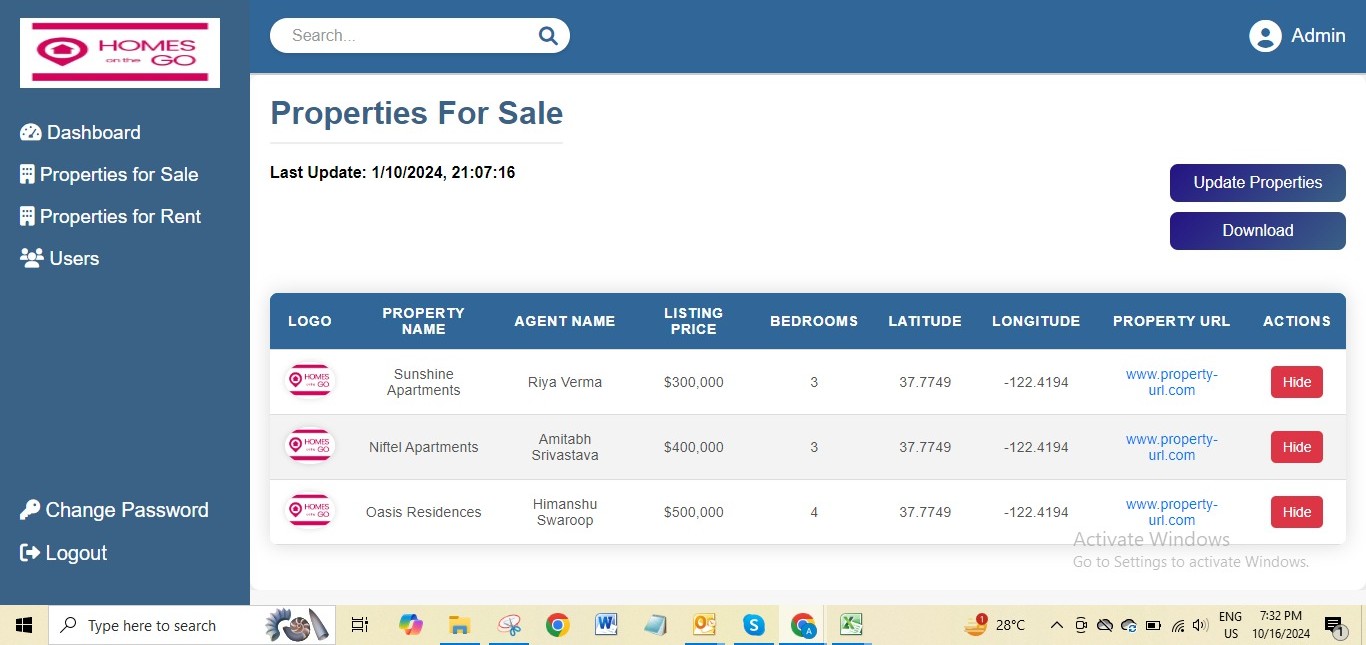 HOMES
on the GO
Search...
Admin
Dashboard
Properties for Sale
Properties for Rent
Users
Change Password
Logout
Properties For Sale
Last Update: 1/10/2024, 21:07:16
Update Properties
Download
LOGO PROPERTY NAME AGENT NAME LISTING PRICE BEDROOMS LATITUDE LONGITUDE PROPERTY URL ACTIONS
HOMES on the GO Sunshine Apartments Riya Verma $300,000 3 37.7749 -122.4194 www.property-url.com Hide
HOMES on the GO Niftel Apartments Amitabh Srivastava $400,000 3 37.7749 -122.4194 www.property-url.com Hide
HOMES on the GO Oasis Residences Himanshu Swaroop $500,000 4 37.7749 -122.4194 www.property-url.com Hide
Activate Windows
Go to Settings to activate Windows.
Type here to search
1
28°C
ENG
US
7:32 PM
10/16/2024
1